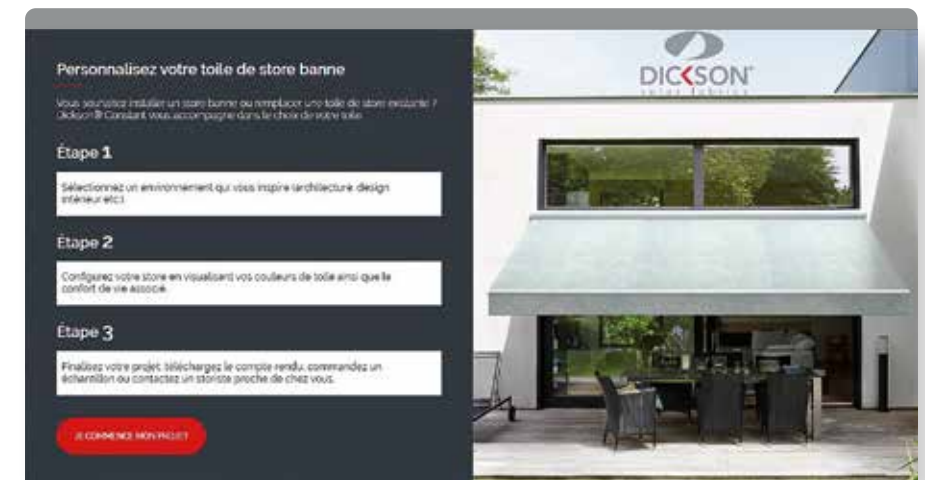 Personnalisez votre toile de store banne
Vous souhaitez installer un store banne ou remplacer une toile de store existante ?
Dickson® Constant vous accompagne dans le choix de votre toile.
Étape 1
Sélectionnez un environnement qui vous inspire (architecture, design
intérieur etc.)
Étape 2
Configurez votre store en visualisant vos couleurs de toile ainsi que le
confort de vie associé.
Étape 3
Finalisez votre projet, téléchargez le compte rendu, commandez un
échantillon ou contactez un storiste proche de chez vous.
JE COMMENCE MON PROJET
DICKSON®
solar fabrics